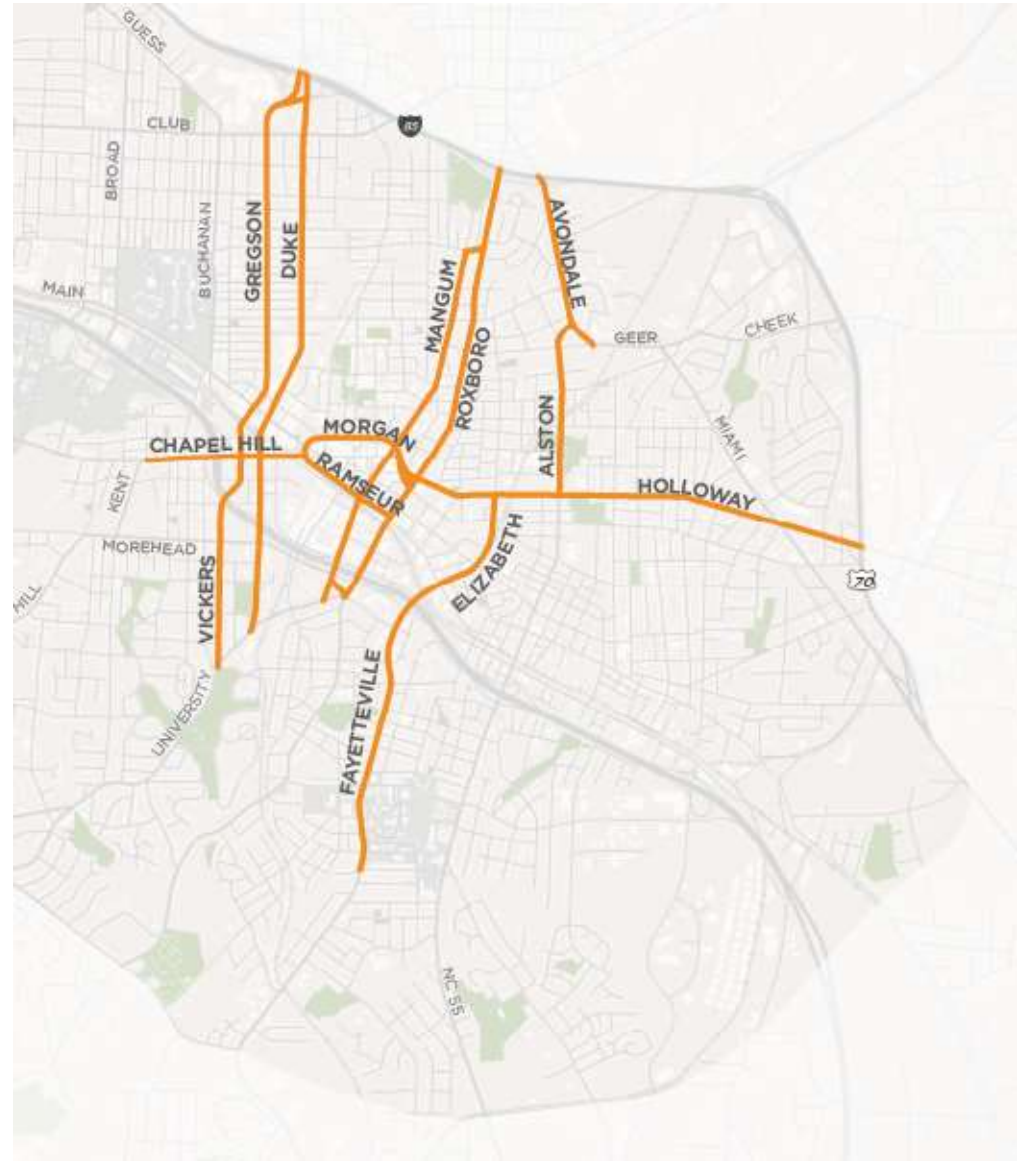 GUESS
CLUB
85
BROAD
BUCHANAN
GREGSON
DUKE
AVONDALE
MAIN
MANGUM
ROXBORO
GEER
CHEEK
MIAMI
ALSTON
MORGAN
CHAPEL HILL
RAMSEUR
HOLLOWAY
KENT
MOREHEAD
ELIZABETH
70
HILL
VICKERS
UNIVERSITY
FAYETTEVILLE
NC 55